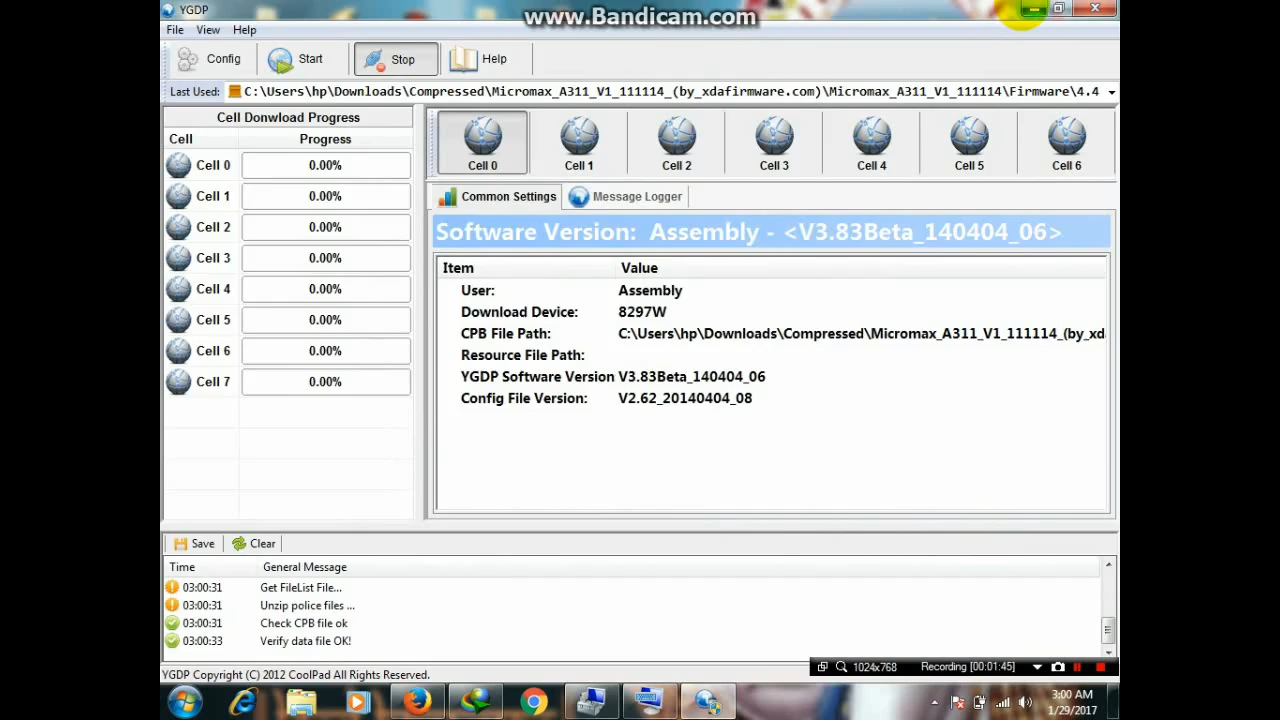 YGDP
www.Bandicam.com
File View Help
Config Start Stop Help
Last Used: C:\Users\hp\Downloads\Compressed\Micromax_A311_V1_111114_(by_xdafirmware.com)\Micromax_A311_V1_111114\Firmware\4.4
Cell Donwload Progress
Cell Progress
Cell 0 0.00%
Cell 1 0.00%
Cell 2 0.00%
Cell 3 0.00%
Cell 4 0.00%
Cell 5 0.00%
Cell 6 0.00%
Cell 7 0.00%
Cell 0 Cell 1 Cell 2 Cell 3 Cell 4 Cell 5 Cell 6
Common Settings Message Logger
Software Version: Assembly - <V3.83Beta_140404_06>
Item Value
User: Assembly
Download Device: 8297W
CPB File Path: C:\Users\hp\Downloads\Compressed\Micromax_A311_V1_111114_(by_xda
Resource File Path:
YGDP Software Version V3.83Beta_140404_06
Config File Version: V2.62_20140404_08
Save Clear
Time General Message
03:00:31 Get FileList File...
03:00:31 Unzip police files ...
03:00:31 Check CPB file ok
03:00:33 Verify data file OK!
1024x768 Recording [00:01:45]
YGDP Copyright (C) 2012 CoolPad All Rights Reserved.
3:00 AM
1/29/2017